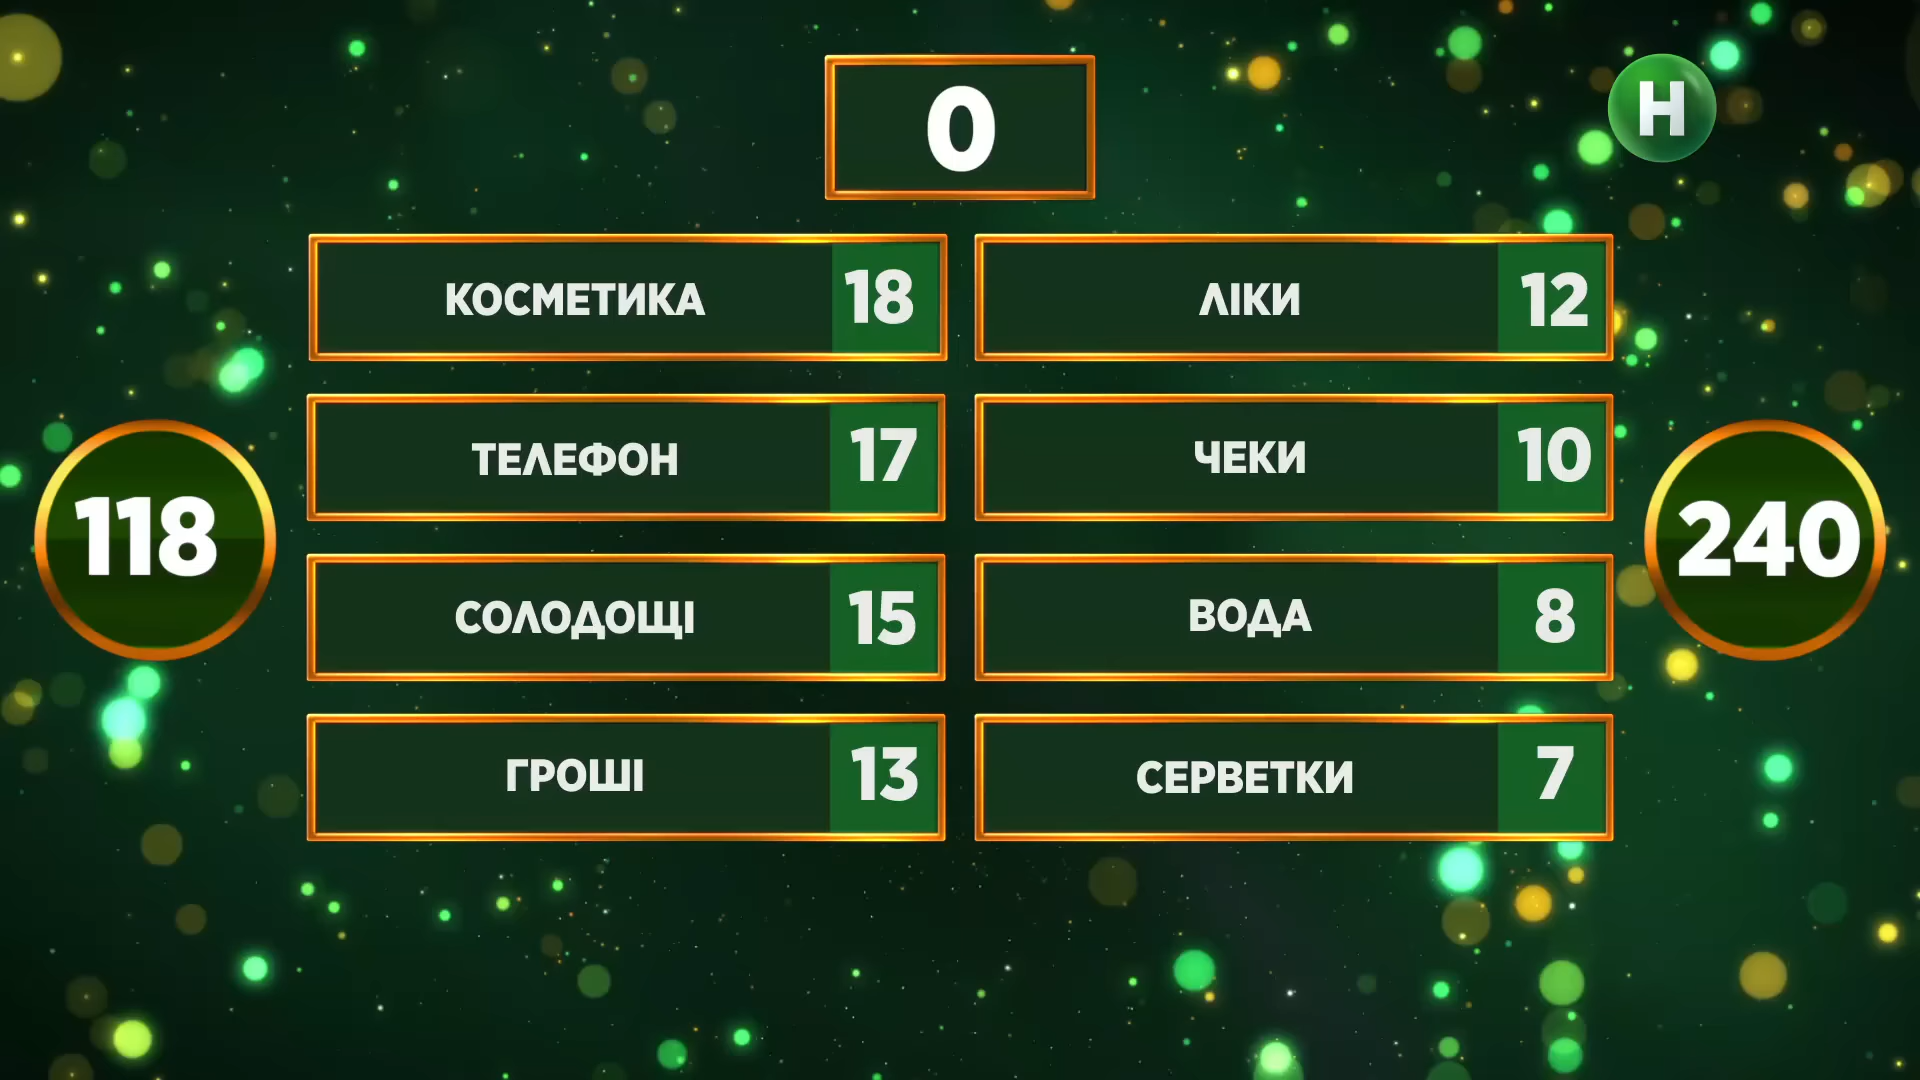 0
Н
КОСМЕТИКА 18
ТЕЛЕФОН 17
СОЛОДОЩІ 15
ГРОШІ 13
ЛІКИ 12
ЧЕКИ 10
ВОДА 8
СЕРВЕТКИ 7
118
240